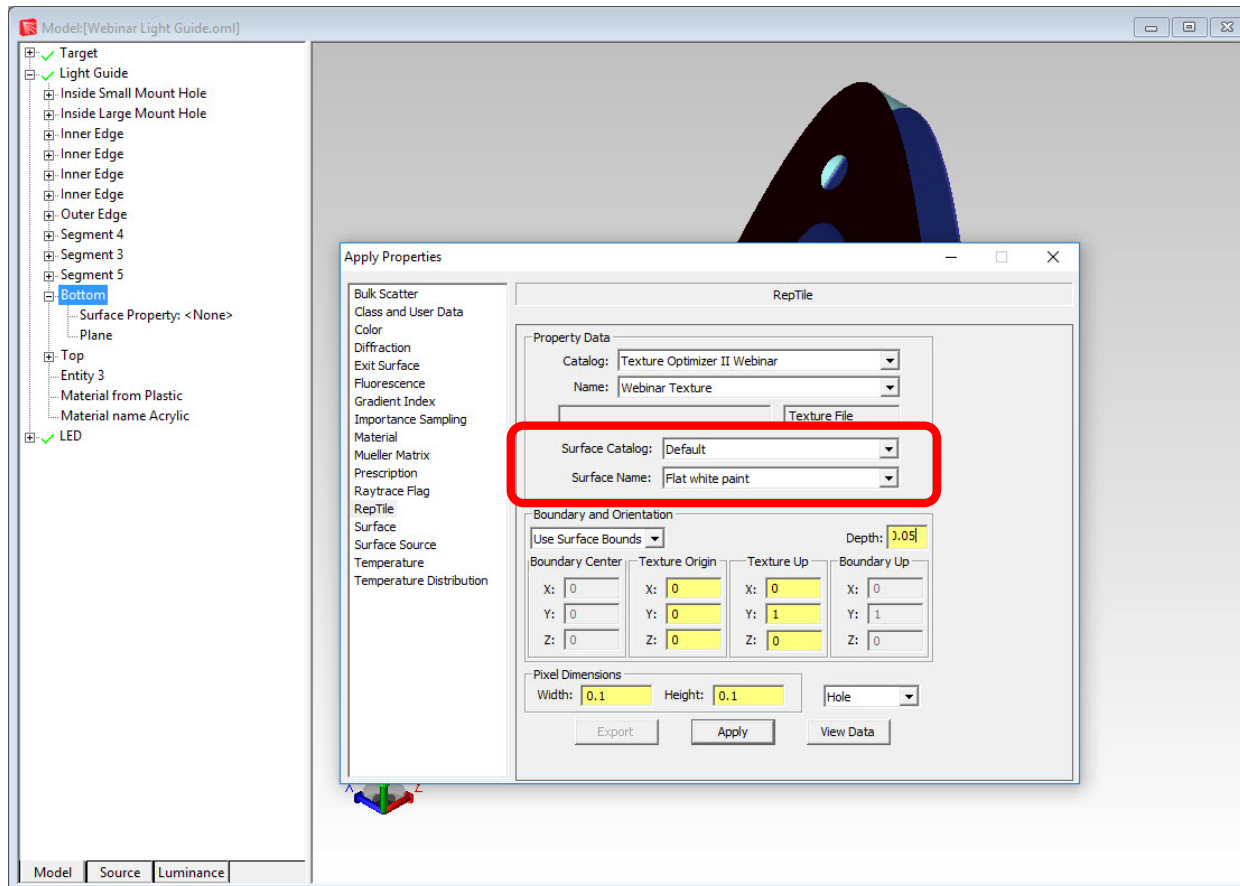 Model:[Webinar Light Guide.oml]
Target
Light Guide
Inside Small Mount Hole
Inside Large Mount Hole
Inner Edge
Inner Edge
Inner Edge
Inner Edge
Outer Edge
Segment 4
Segment 3
Segment 5
Bottom
Surface Property: <None>
Plane
Top
Entity 3
Material from Plastic
Material name Acrylic
LED
Apply Properties
Bulk Scatter
Class and User Data
Color
Diffraction
Exit Surface
Fluorescence
Gradient Index
Importance Sampling
Material
Mueller Matrix
Prescription
Raytrace Flag
RepTile
Surface
Surface Source
Temperature
Temperature Distribution
RepTile
Property Data
Catalog: Texture Optimizer II Webinar
Name: Webinar Texture
Texture File
Surface Catalog: Default
Surface Name: Flat white paint
Boundary and Orientation
Use Surface Bounds Depth: 0.05
Boundary Center Texture Origin Texture Up Boundary Up
X: 0 X: 0 X: 0 X: 0
Y: 0 Y: 0 Y: 1 Y: 1
Z: 0 Z: 0 Z: 0 Z: 0
Pixel Dimensions
Width: 0.1 Height: 0.1 Hole
Export Apply View Data
X Z
Model Source Luminance